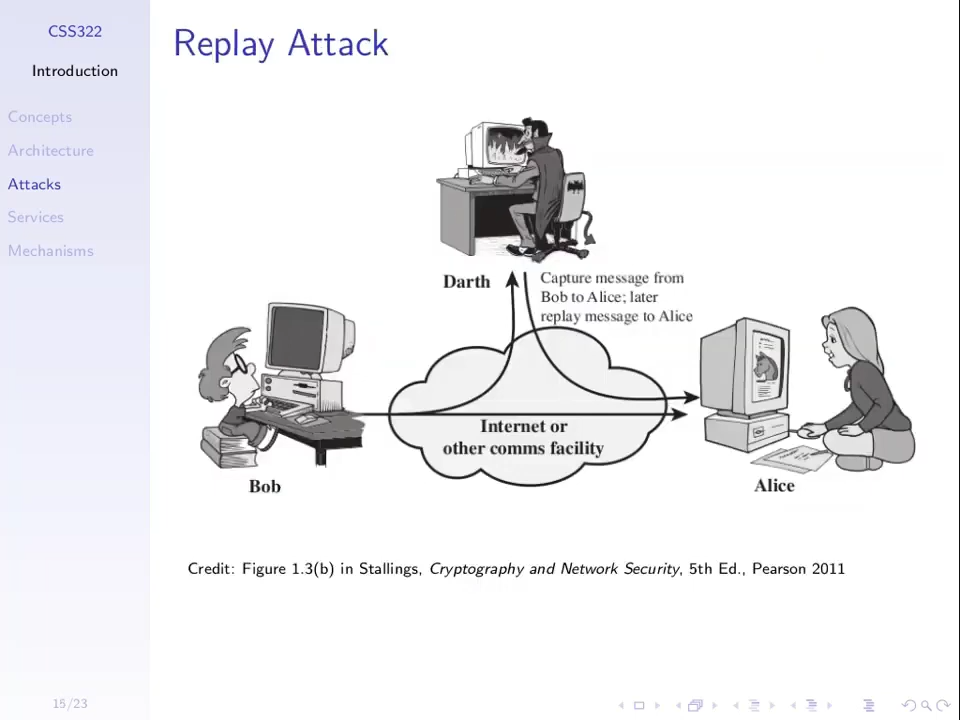 CSS322
Introduction
Concepts
Architecture
Attacks
Services
Mechanisms
Replay Attack
Darth
Capture message from
Bob to Alice; later
replay message to Alice
Internet or
other comms facility
Bob
Alice
Credit: Figure 1.3(b) in Stallings, Cryptography and Network Security, 5th Ed., Pearson 2011
15/23